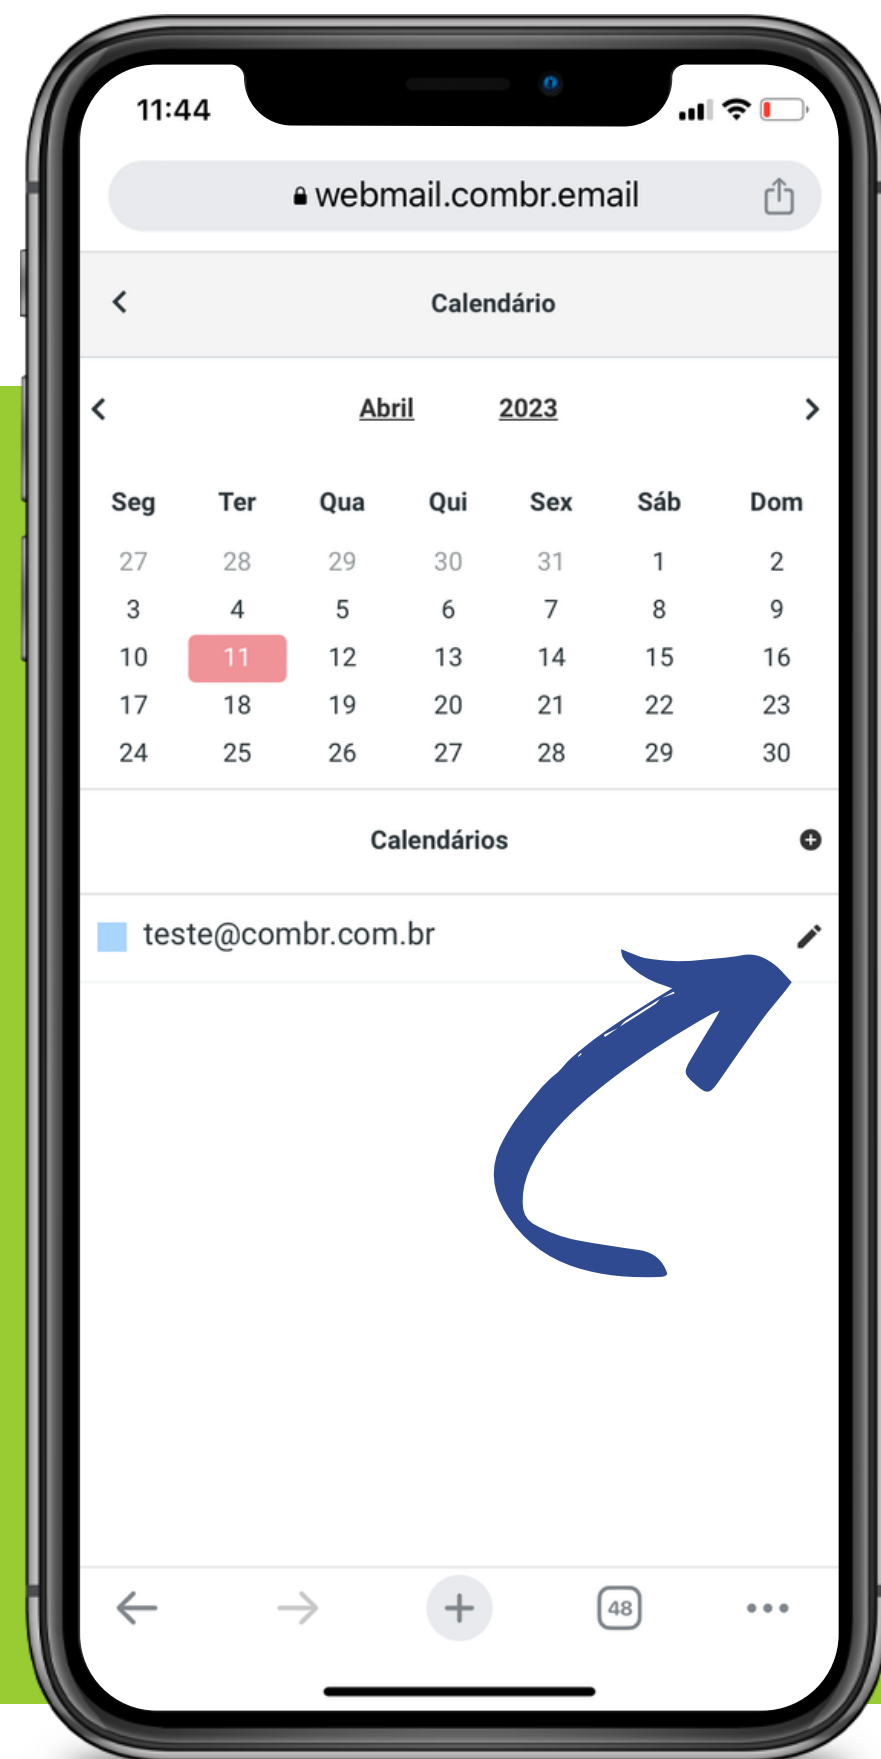 11:44
webmail.combr.email
Calendário
Abril 2023
Seg Ter Qua Qui Sex Sáb Dom
27 28 29 30 31 1 2
3 4 5 6 7 8 9
10 11 12 13 14 15 16
17 18 19 20 21 22 23
24 25 26 27 28 29 30
Calendários
teste@combr.com.br
48